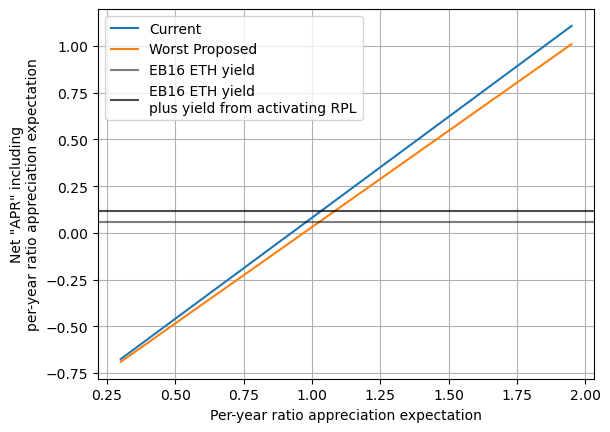 Current
Worst Proposed
EB16 ETH yield
EB16 ETH yield
plus yield from activating RPL
Net "APR" including
per-year ratio appreciation expectation
1.00
0.75
0.50
0.25
0.00
−0.25
−0.50
−0.75
0.25
0.50
0.75
1.00
1.25
1.50
1.75
2.00
Per-year ratio appreciation expectation